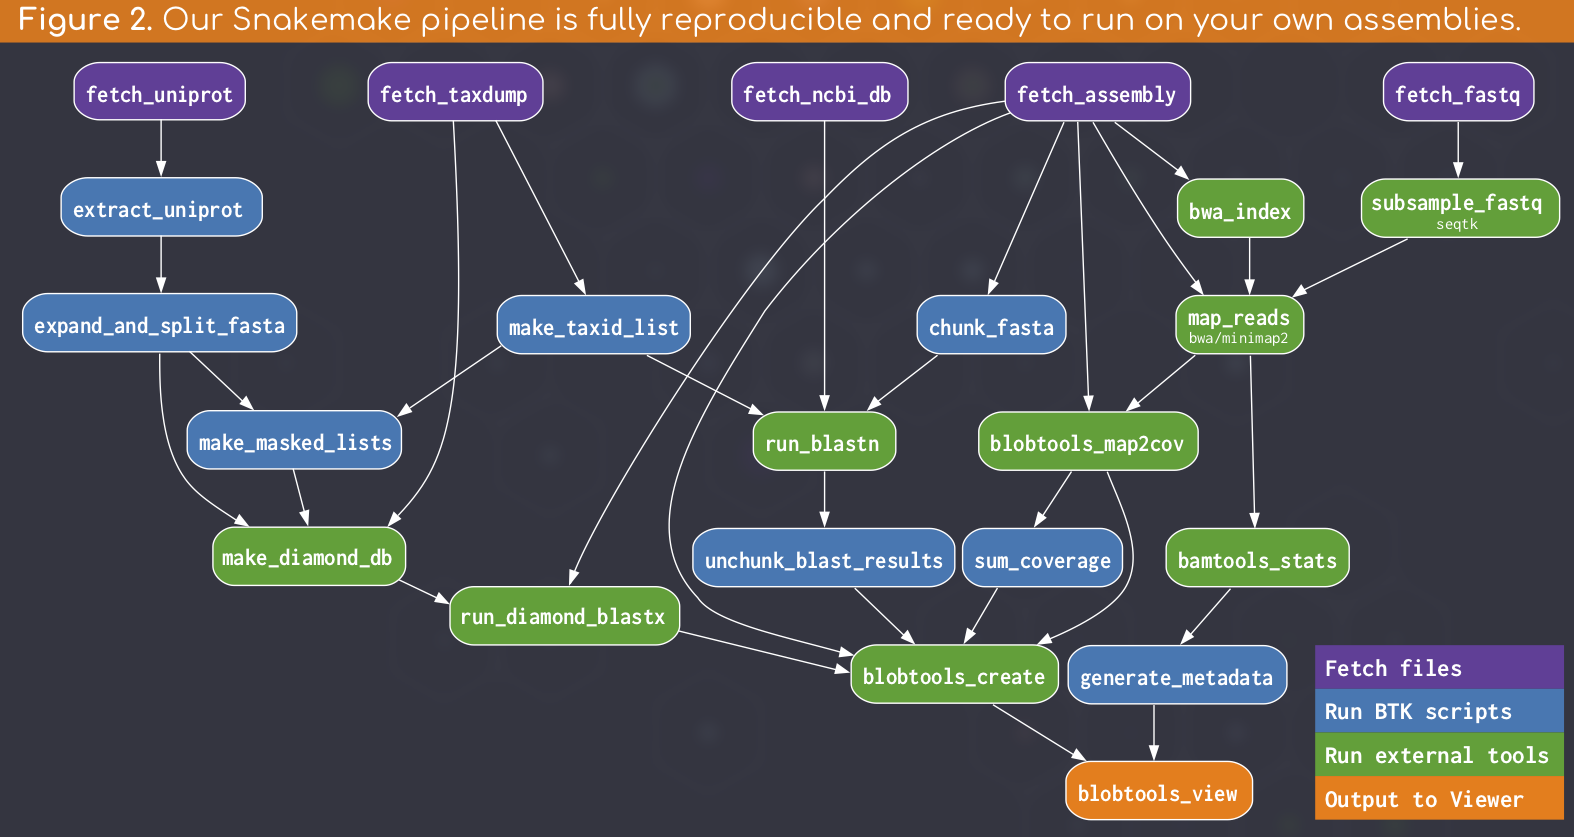 Figure 2. Our Snakemake pipeline is fully reproducible and ready to run on your own assemblies.
fetch_uniprot
fetch_taxdump
fetch_ncbi_db
fetch_assembly
fetch_fastq
extract_uniprot
bwa_index
subsample_fastq
seqtk
expand_and_split_fasta
make_taxid_list
chunk_fasta
map_reads
bwa/minimap2
make_masked_lists
run_blastn
blobtools_map2cov
make_diamond_db
unchunk_blast_results
sum_coverage
bamtools_stats
run_diamond_blastx
blobtools_create
generate_metadata
blobtools_view
Fetch files
Run BTK scripts
Run external tools
Output to Viewer